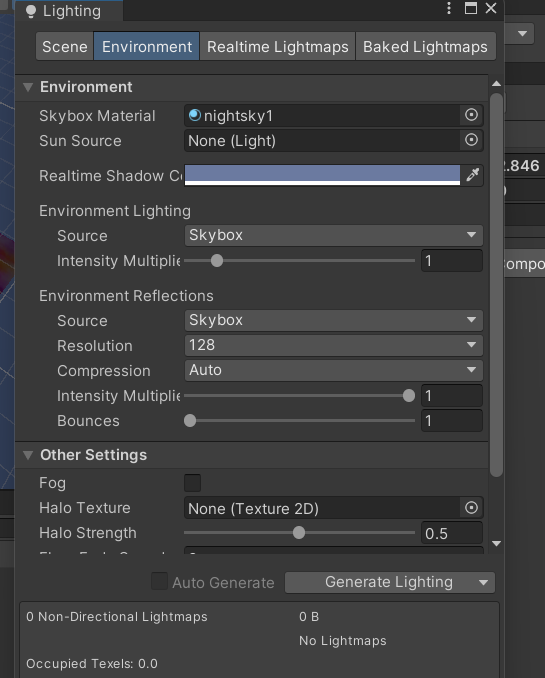 Lighting
Scene Environment Realtime Lightmaps Baked Lightmaps
Environment
Skybox Material nightsky1
Sun Source None (Light)
2.846
Realtime Shadow Co
Environment Lighting
Source Skybox
Intensity Multiplie 1
ompo
Environment Reflections
Source Skybox
Resolution 128
Compression Auto
Intensity Multiplie 1
Bounces 1
Other Settings
Fog
Halo Texture None (Texture 2D)
Halo Strength 0.5
Auto Generate Generate Lighting
0 Non-Directional Lightmaps 0 B
No Lightmaps
Occupied Texels: 0.0